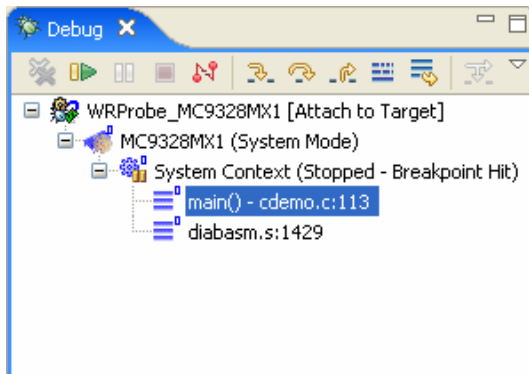 Debug
WRProbe_MC9328MX1 [Attach to Target]
MC9328MX1 (System Mode)
System Context (Stopped - Breakpoint Hit)
main() - cdemo.c:113
diabasm.s:1429